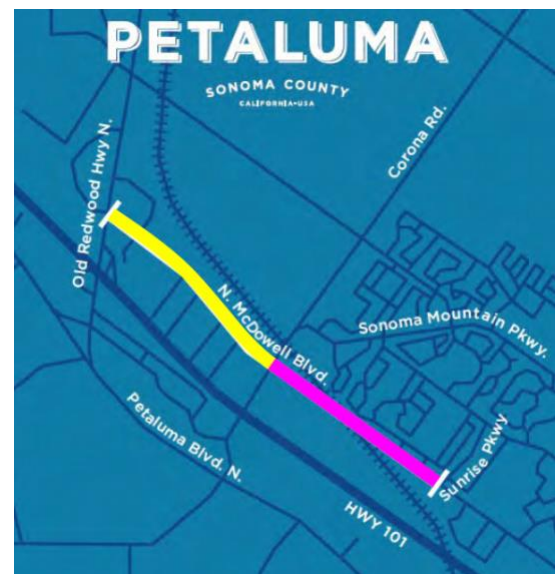 PETALUMA
SONOMA COUNTY
CALIFORNIA•USA
Old Redwood Hwy N.
Corona Rd.
N. McDowell Blvd.
Sonoma Mountain Pkwy.
Petaluma Blvd. N.
Sunrise Pkwy
HWY 101